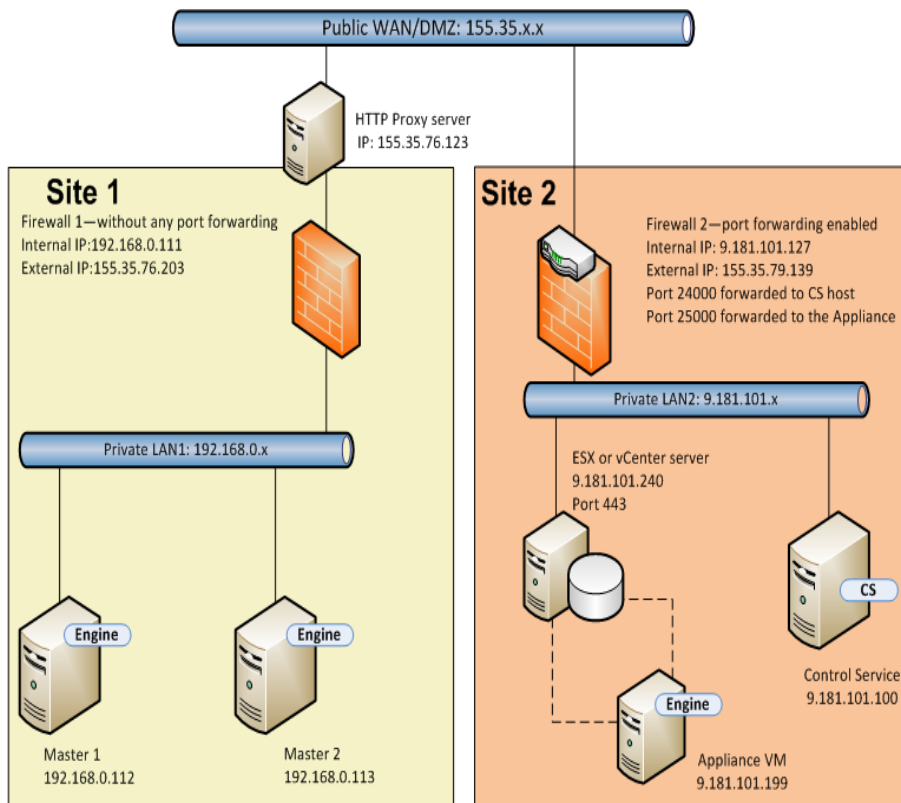 Public WAN/DMZ: 155.35.x.x
HTTP Proxy server
IP: 155.35.76.123
Site 1
Firewall 1—without any port forwarding
Internal IP:192.168.0.111
External IP:155.35.76.203
Private LAN1: 192.168.0.x
Engine
Master 1
192.168.0.112
Engine
Master 2
192.168.0.113
Site 2
Firewall 2—port forwarding enabled
Internal IP: 9.181.101.127
External IP: 155.35.79.139
Port 24000 forwarded to CS host
Port 25000 forwarded to the Appliance
Private LAN2: 9.181.101.x
ESX or vCenter server
9.181.101.240
Port 443
CS
Control Service
9.181.101.100
Engine
Appliance VM
9.181.101.199